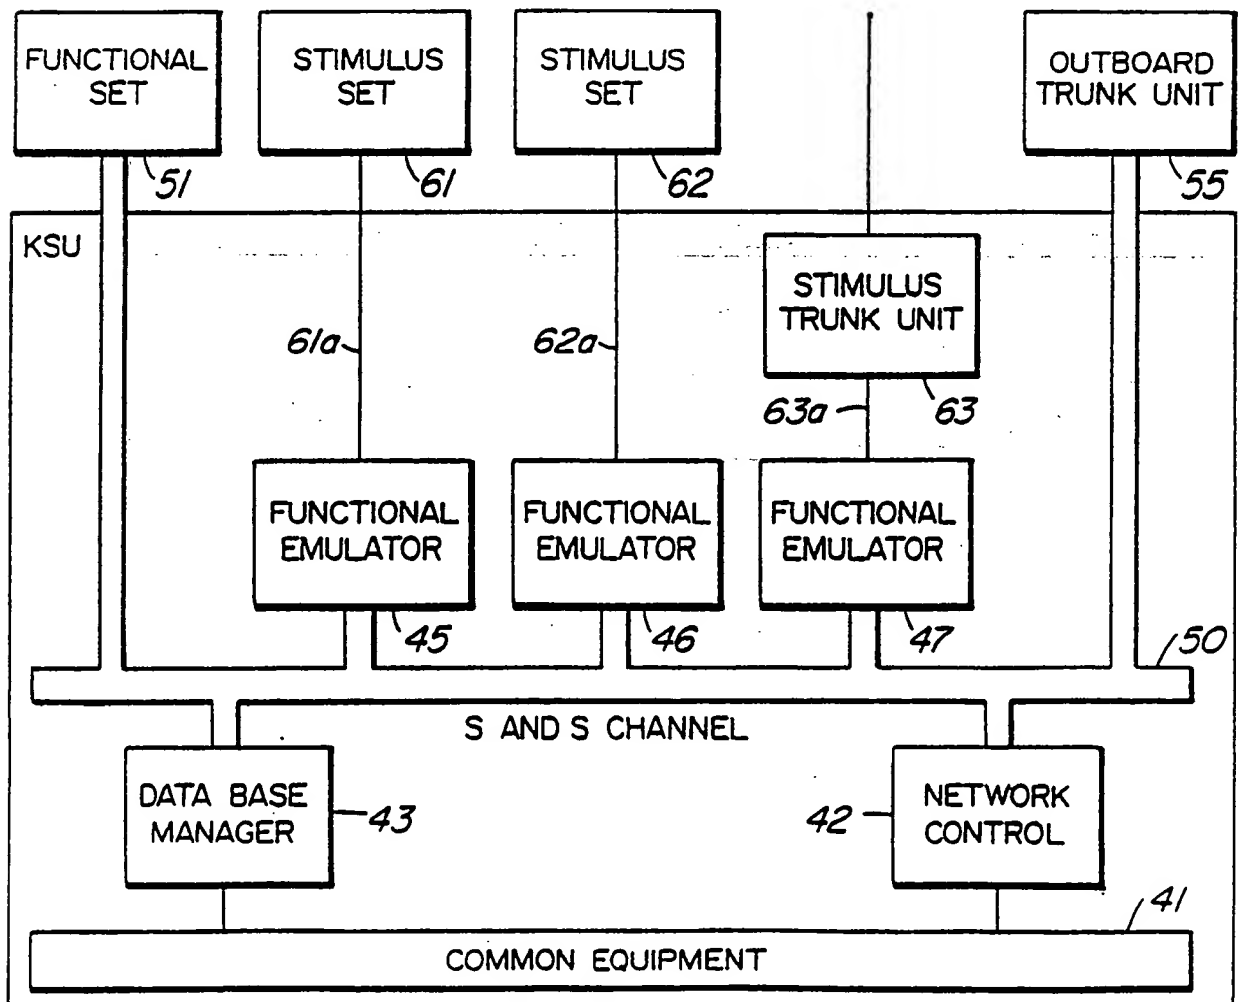 FUNCTIONAL
SET
51
STIMULUS
SET
61
STIMULUS
SET
62
OUTBOARD
TRUNK UNIT
55
KSU
STIMULUS
TRUNK UNIT
63
61a
62a
63a
FUNCTIONAL
EMULATOR
45
FUNCTIONAL
EMULATOR
46
FUNCTIONAL
EMULATOR
47
50
S AND S CHANNEL
DATA BASE
MANAGER
43
42
NETWORK
CONTROL
41
COMMON EQUIPMENT